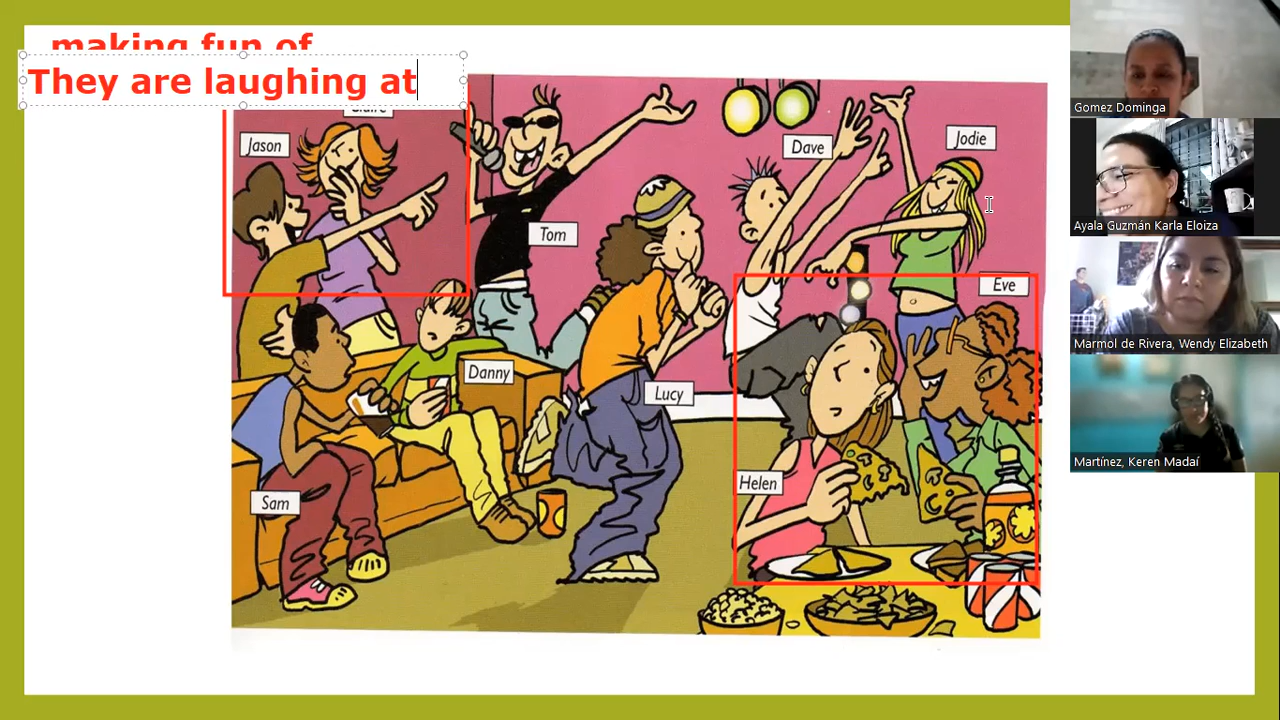 making fun of
They are laughing at
Claire
Jason
Tom
Dave
Jodie
Eve
Danny
Lucy
Helen
Sam
Gomez Dominga
Ayala Guzmán Karla Eloiza
Marmol de Rivera, Wendy Elizabeth
Martínez, Keren Madaí